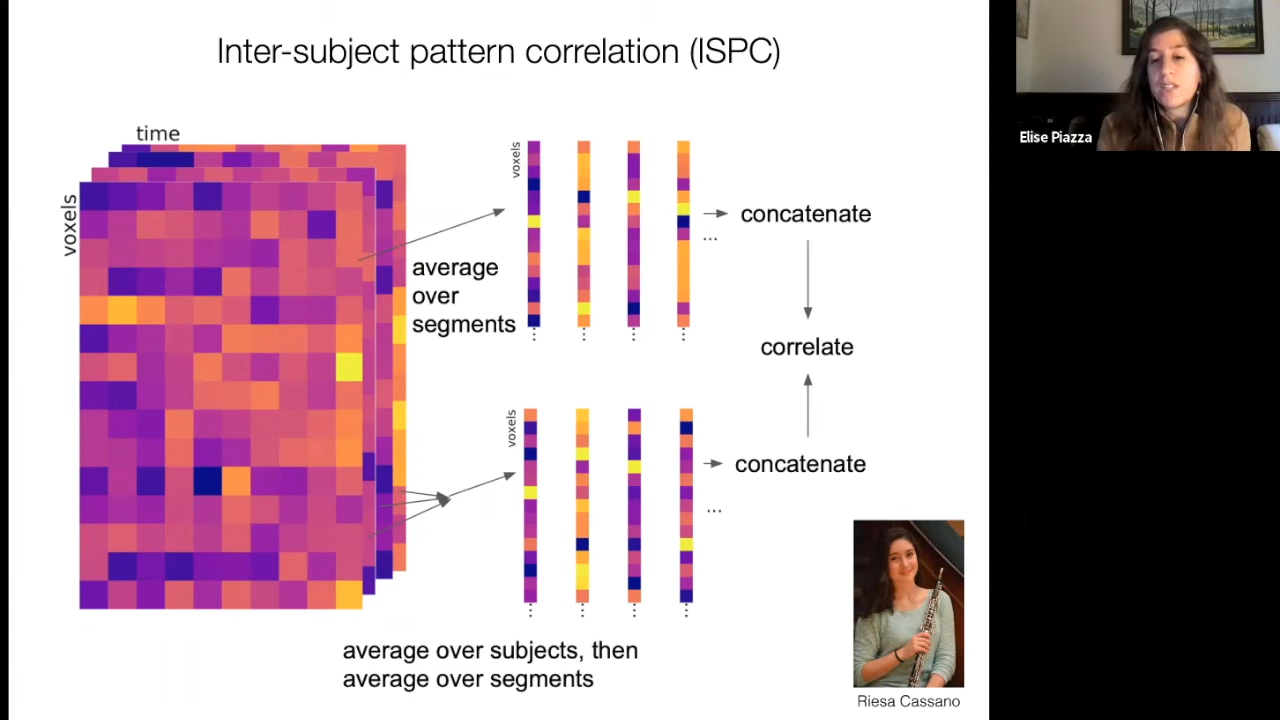 Inter-subject pattern correlation (ISPC)
Elise Piazza
time
voxels
voxels
concatenate
...
average
over
segments
correlate
voxels
concatenate
...
average over subjects, then
average over segments
Riesa Cassano